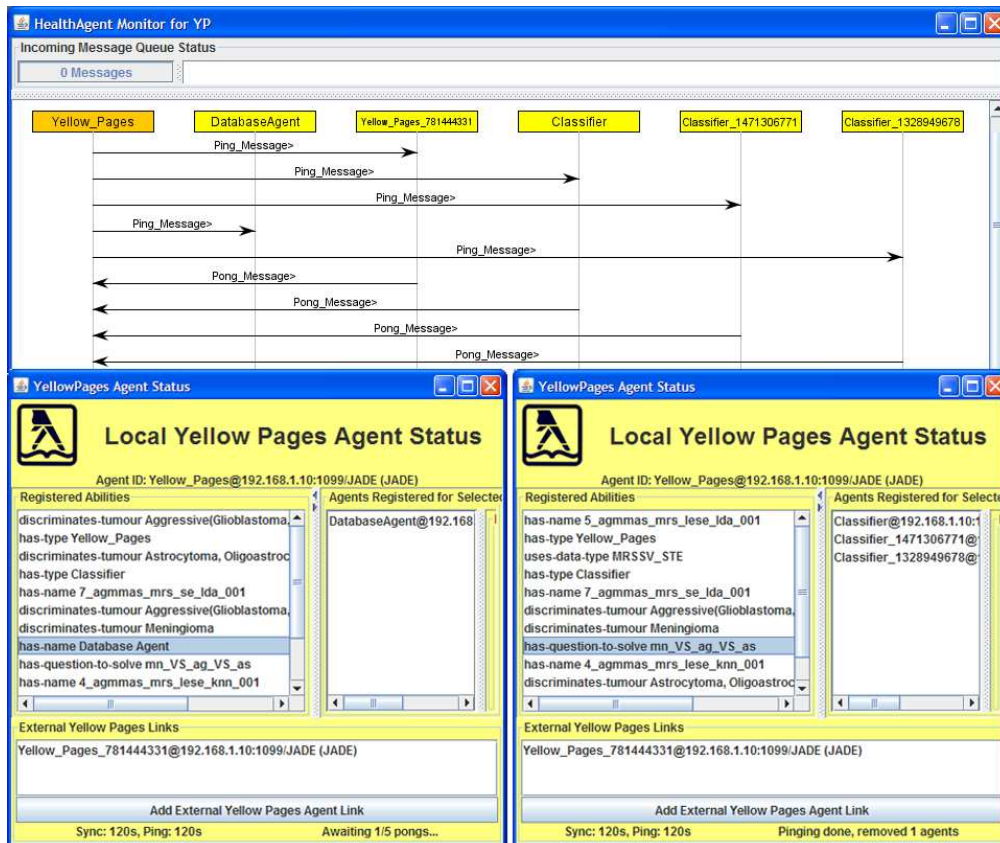 HealthAgent Monitor for YP
Incoming Message Queue Status
0 Messages
Yellow_Pages DatabaseAgent Yellow_Pages_781444331 Classifier Classifier_1471306771 Classifier_1328949678
Ping_Message>
Ping_Message>
Ping_Message>
Ping_Message>
Ping_Message>
Pong_Message>
Pong_Message>
Pong_Message>
Pong_Message>
YellowPages Agent Status
Local Yellow Pages Agent Status
Agent ID: Yellow_Pages@192.168.1.10:1099/JADE (JADE)
Registered Abilities
discriminates-tumour Aggressive(Glioblastoma,
has-type Yellow_Pages
discriminates-tumour Astrocytoma, Oligoastroc
has-type Classifier
has-name 7_agmmas_mrs_se_lda_001
discriminates-tumour Aggressive(Glioblastoma,
discriminates-tumour Meningioma
has-name Database Agent
has-question-to-solve mn_VS_ag_VS_as
has-name 4_agmmas_mrs_lese_knn_001
Agents Registered for Selected
DatabaseAgent@192.168
External Yellow Pages Links
Yellow_Pages_781444331@192.168.1.10:1099/JADE (JADE)
Add External Yellow Pages Agent Link
Sync: 120s, Ping: 120s Awaiting 1/5 pongs...
YellowPages Agent Status
Local Yellow Pages Agent Status
Agent ID: Yellow_Pages@192.168.1.10:1099/JADE (JADE)
Registered Abilities
has-name 5_agmmas_mrs_lese_lda_001
has-type Yellow_Pages
uses-data-type MRSSV_STE
has-type Classifier
has-name 7_agmmas_mrs_se_lda_001
discriminates-tumour Aggressive(Glioblastoma,
discriminates-tumour Meningioma
has-question-to-solve mn_VS_ag_VS_as
has-name 4_agmmas_mrs_lese_knn_001
discriminates-tumour Astrocytoma, Oligoastroc
Agents Registered for Selecte
Classifier@192.168.1.10:1
Classifier_1471306771@
Classifier_1328949678@
External Yellow Pages Links
Yellow_Pages_781444331@192.168.1.10:1099/JADE (JADE)
Add External Yellow Pages Agent Link
Sync: 120s, Ping: 120s Pinging done, removed 1 agents